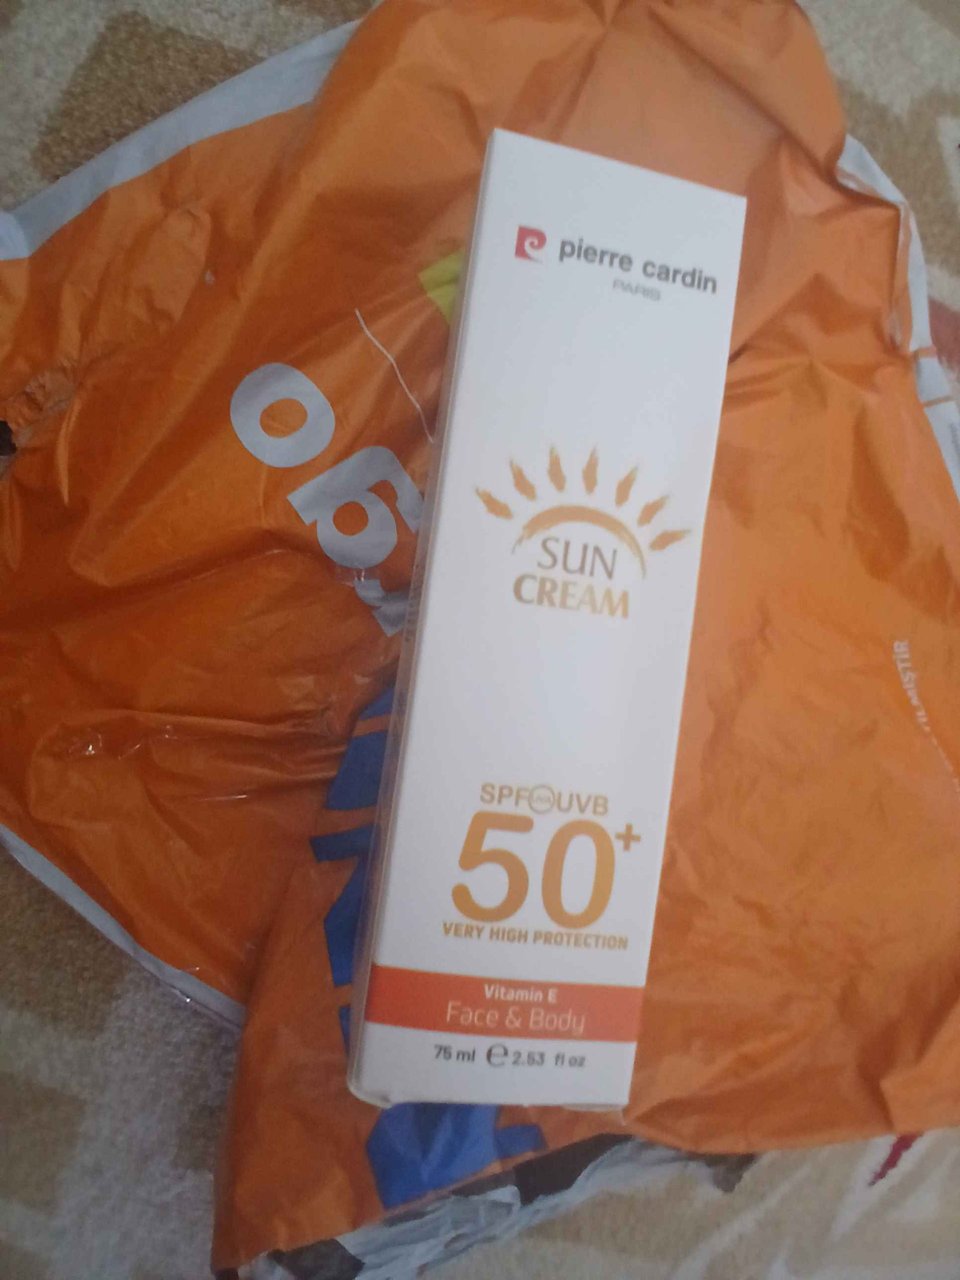 pierre cardin
PARIS
SUN
CREAM
SPF UVA UVB
50+
VERY HIGH PROTECTION
Vitamin E
Face & Body
75 ml ℮ 2.53 fl oz